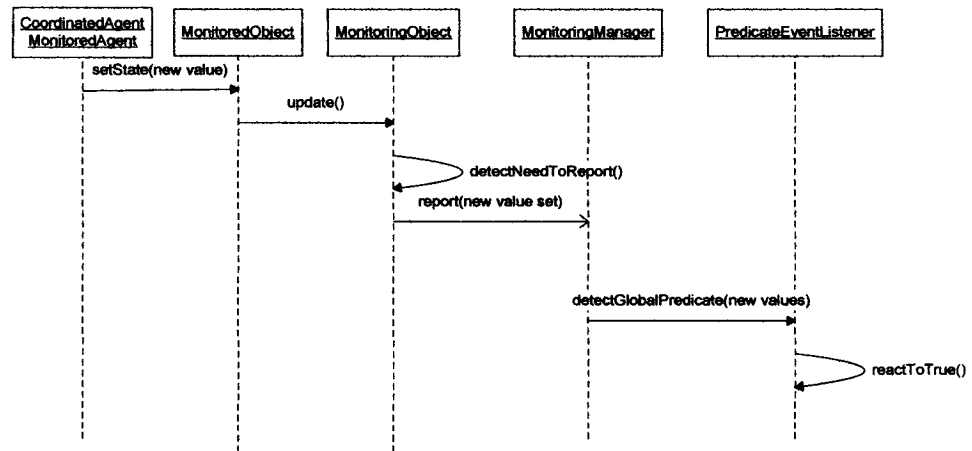 CoordinatedAgent
MonitoredAgent
MonitoredObject
MonitoringObject
MonitoringManager
PredicateEventListener
setState(new value)
update()
detectNeedToReport()
report(new value set)
detectGlobalPredicate(new values)
reactToTrue()